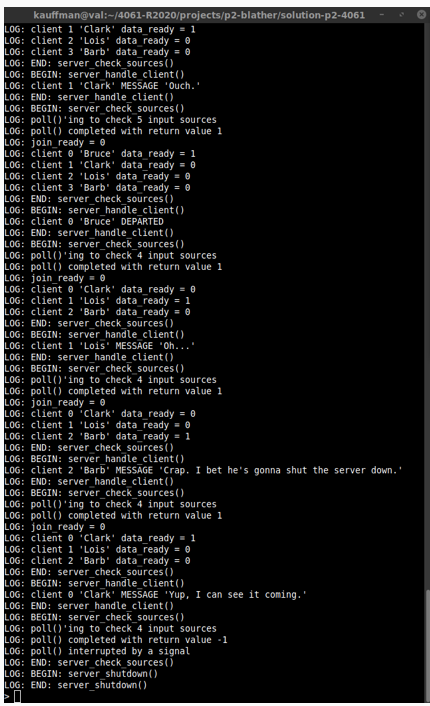 kauffman@val:~/4061-R2020/projects/p2-blather/solution-p2-4061
LOG: client 1 'Clark' data_ready = 1
LOG: client 2 'Lois' data_ready = 0
LOG: client 3 'Barb' data_ready = 0
LOG: END: server_check_sources()
LOG: BEGIN: server_handle_client()
LOG: client 1 'Clark' MESSAGE 'Ouch.'
LOG: END: server_handle_client()
LOG: BEGIN: server_check_sources()
LOG: poll()'ing to check 5 input sources
LOG: poll() completed with return value 1
LOG: join_ready = 0
LOG: client 0 'Bruce' data_ready = 1
LOG: client 1 'Clark' data_ready = 0
LOG: client 2 'Lois' data_ready = 0
LOG: client 3 'Barb' data_ready = 0
LOG: END: server_check_sources()
LOG: BEGIN: server_handle_client()
LOG: client 0 'Bruce' DEPARTED
LOG: END: server_handle_client()
LOG: BEGIN: server_check_sources()
LOG: poll()'ing to check 4 input sources
LOG: poll() completed with return value 1
LOG: join_ready = 0
LOG: client 0 'Clark' data_ready = 0
LOG: client 1 'Lois' data_ready = 1
LOG: client 2 'Barb' data_ready = 0
LOG: END: server_check_sources()
LOG: BEGIN: server_handle_client()
LOG: client 1 'Lois' MESSAGE 'Oh...'
LOG: END: server_handle_client()
LOG: BEGIN: server_check_sources()
LOG: poll()'ing to check 4 input sources
LOG: poll() completed with return value 1
LOG: join_ready = 0
LOG: client 0 'Clark' data_ready = 0
LOG: client 1 'Lois' data_ready = 0
LOG: client 2 'Barb' data_ready = 1
LOG: END: server_check_sources()
LOG: BEGIN: server_handle_client()
LOG: client 2 'Barb' MESSAGE 'Crap. I bet he's gonna shut the server down.'
LOG: END: server_handle_client()
LOG: BEGIN: server_check_sources()
LOG: poll()'ing to check 4 input sources
LOG: poll() completed with return value 1
LOG: join_ready = 0
LOG: client 0 'Clark' data_ready = 1
LOG: client 1 'Lois' data_ready = 0
LOG: client 2 'Barb' data_ready = 0
LOG: END: server_check_sources()
LOG: BEGIN: server_handle_client()
LOG: client 0 'Clark' MESSAGE 'Yup, I can see it coming.'
LOG: END: server_handle_client()
LOG: BEGIN: server_check_sources()
LOG: poll()'ing to check 4 input sources
LOG: poll() completed with return value -1
LOG: poll() interrupted by a signal
LOG: END: server_check_sources()
LOG: BEGIN: server_shutdown()
LOG: END: server_shutdown()
>